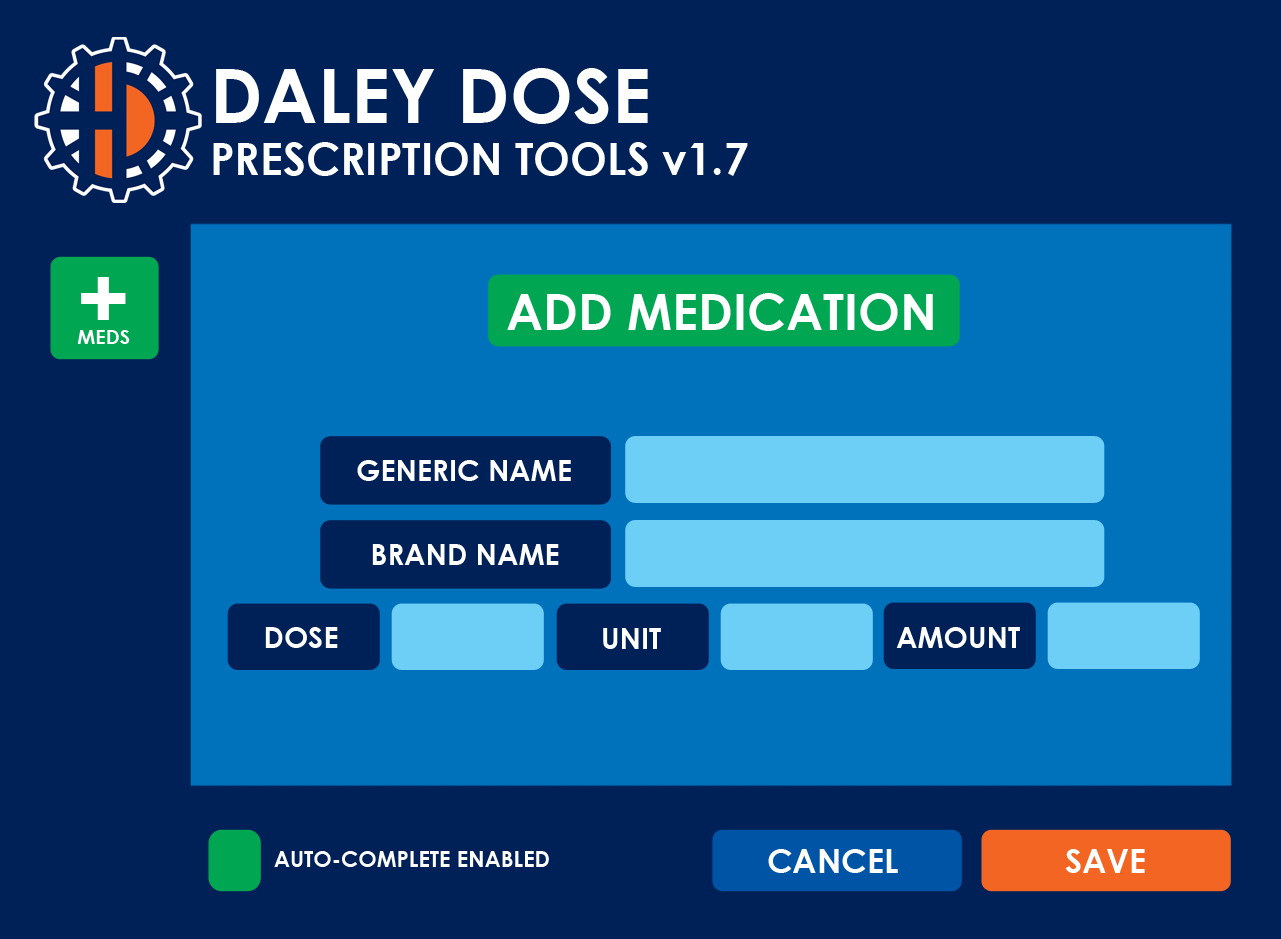 DALEY DOSE
PRESCRIPTION TOOLS v1.7
MEDS
ADD MEDICATION
GENERIC NAME
BRAND NAME
DOSE UNIT AMOUNT
AUTO-COMPLETE ENABLED CANCEL SAVE